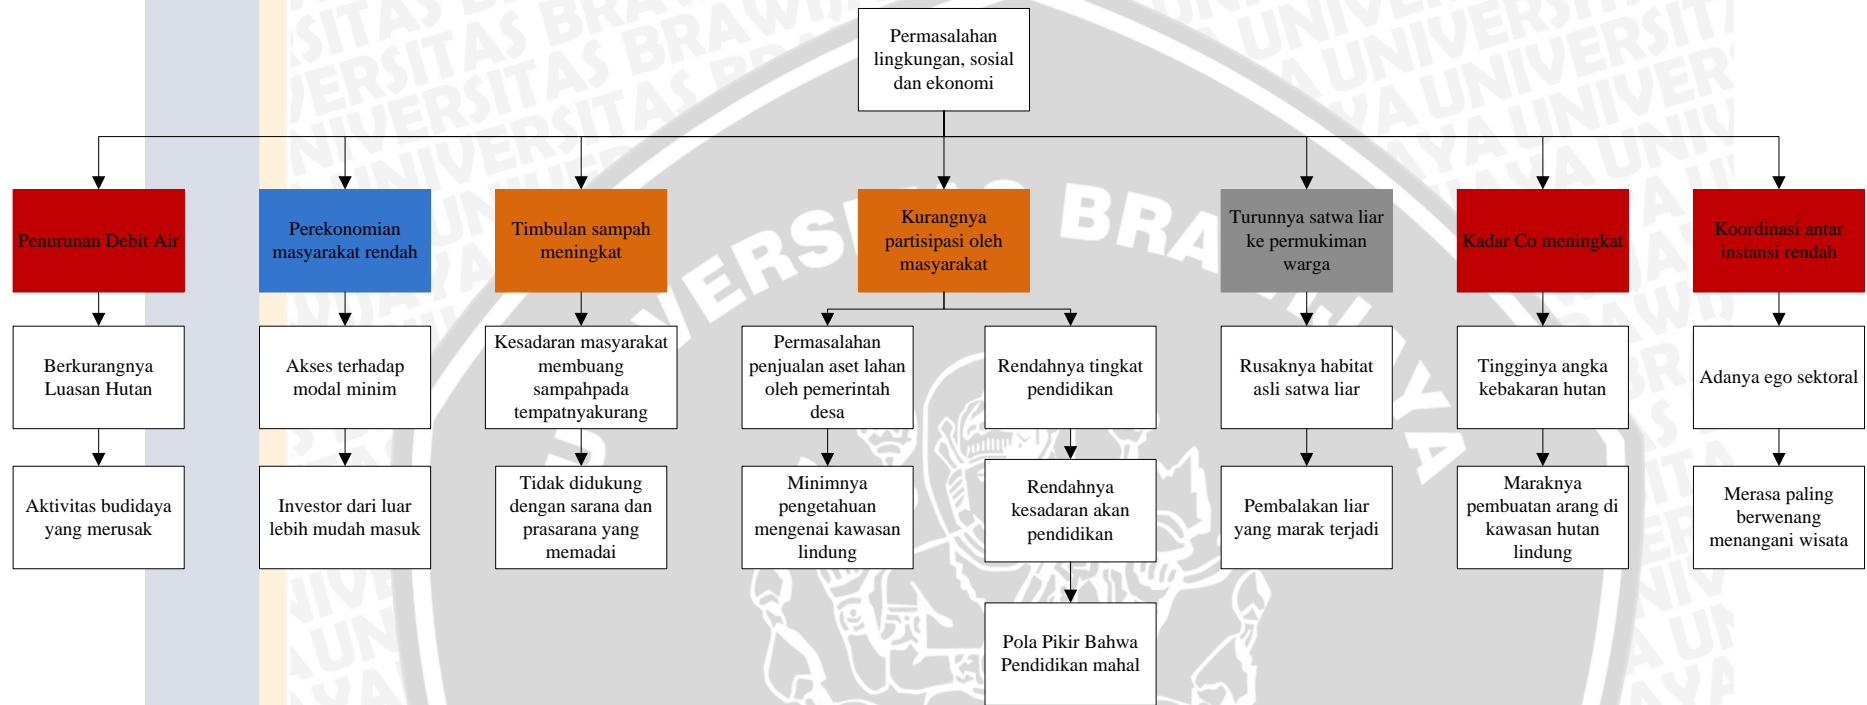 Permasalahan
lingkungan, sosial
dan ekonomi
Penurunan Debit Air
Perekonomian
masyarakat rendah
Timbulan sampah
meningkat
Kurangnya
partisipasi oleh
masyarakat
Turunnya satwa liar
ke permukiman
warga
Kadar Co meningkat
Koordinasi antar
instansi rendah
Berkurangnya
Luasan Hutan
Akses terhadap
modal minim
Kesadaran masyarakat
membuang
sampahpada
tempatnyakurang
Permasalahan
penjualan aset lahan
oleh pemerintah
desa
Rendahnya tingkat
pendidikan
Rusaknya habitat
asli satwa liar
Tingginya angka
kebakaran hutan
Adanya ego sektoral
Aktivitas budidaya
yang merusak
Investor dari luar
lebih mudah masuk
Tidak didukung
dengan sarana dan
prasarana yang
memadai
Minimnya
pengetahuan
mengenai kawasan
lindung
Rendahnya
kesadaran akan
pendidikan
Pembalakan liar
yang marak terjadi
Maraknya
pembuatan arang di
kawasan hutan
lindung
Merasa paling
berwenang
menangani wisata
Pola Pikir Bahwa
Pendidikan mahal